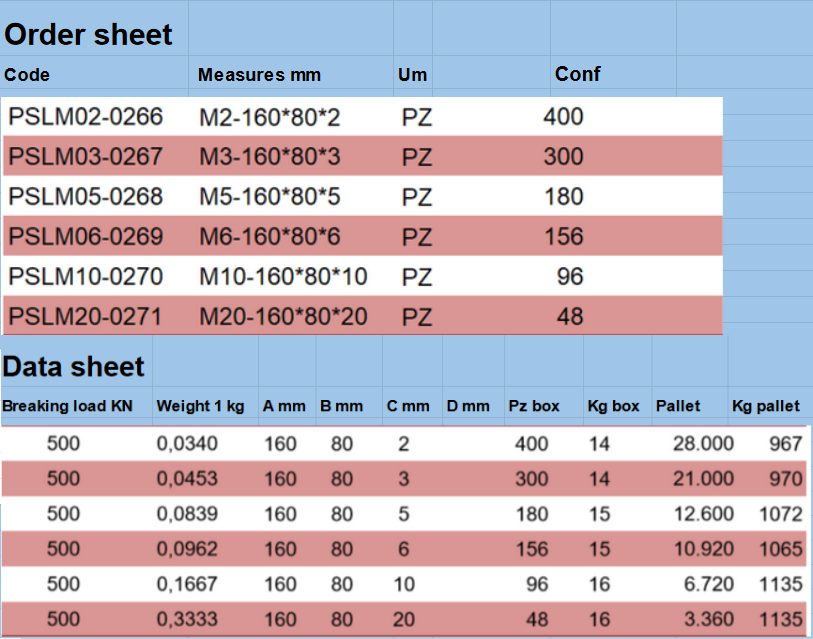 Order sheet
Code Measures mm Um Conf
PSLM02-0266 M2-160*80*2 PZ 400
PSLM03-0267 M3-160*80*3 PZ 300
PSLM05-0268 M5-160*80*5 PZ 180
PSLM06-0269 M6-160*80*6 PZ 156
PSLM10-0270 M10-160*80*10 PZ 96
PSLM20-0271 M20-160*80*20 PZ 48
Data sheet
Breaking load KN Weight 1 kg A mm B mm C mm D mm Pz box Kg box Pallet Kg pallet
500 0,0340 160 80 2 400 14 28.000 967
500 0,0453 160 80 3 300 14 21.000 970
500 0,0839 160 80 5 180 15 12.600 1072
500 0,0962 160 80 6 156 15 10.920 1065
500 0,1667 160 80 10 96 16 6.720 1135
500 0,3333 160 80 20 48 16 3.360 1135